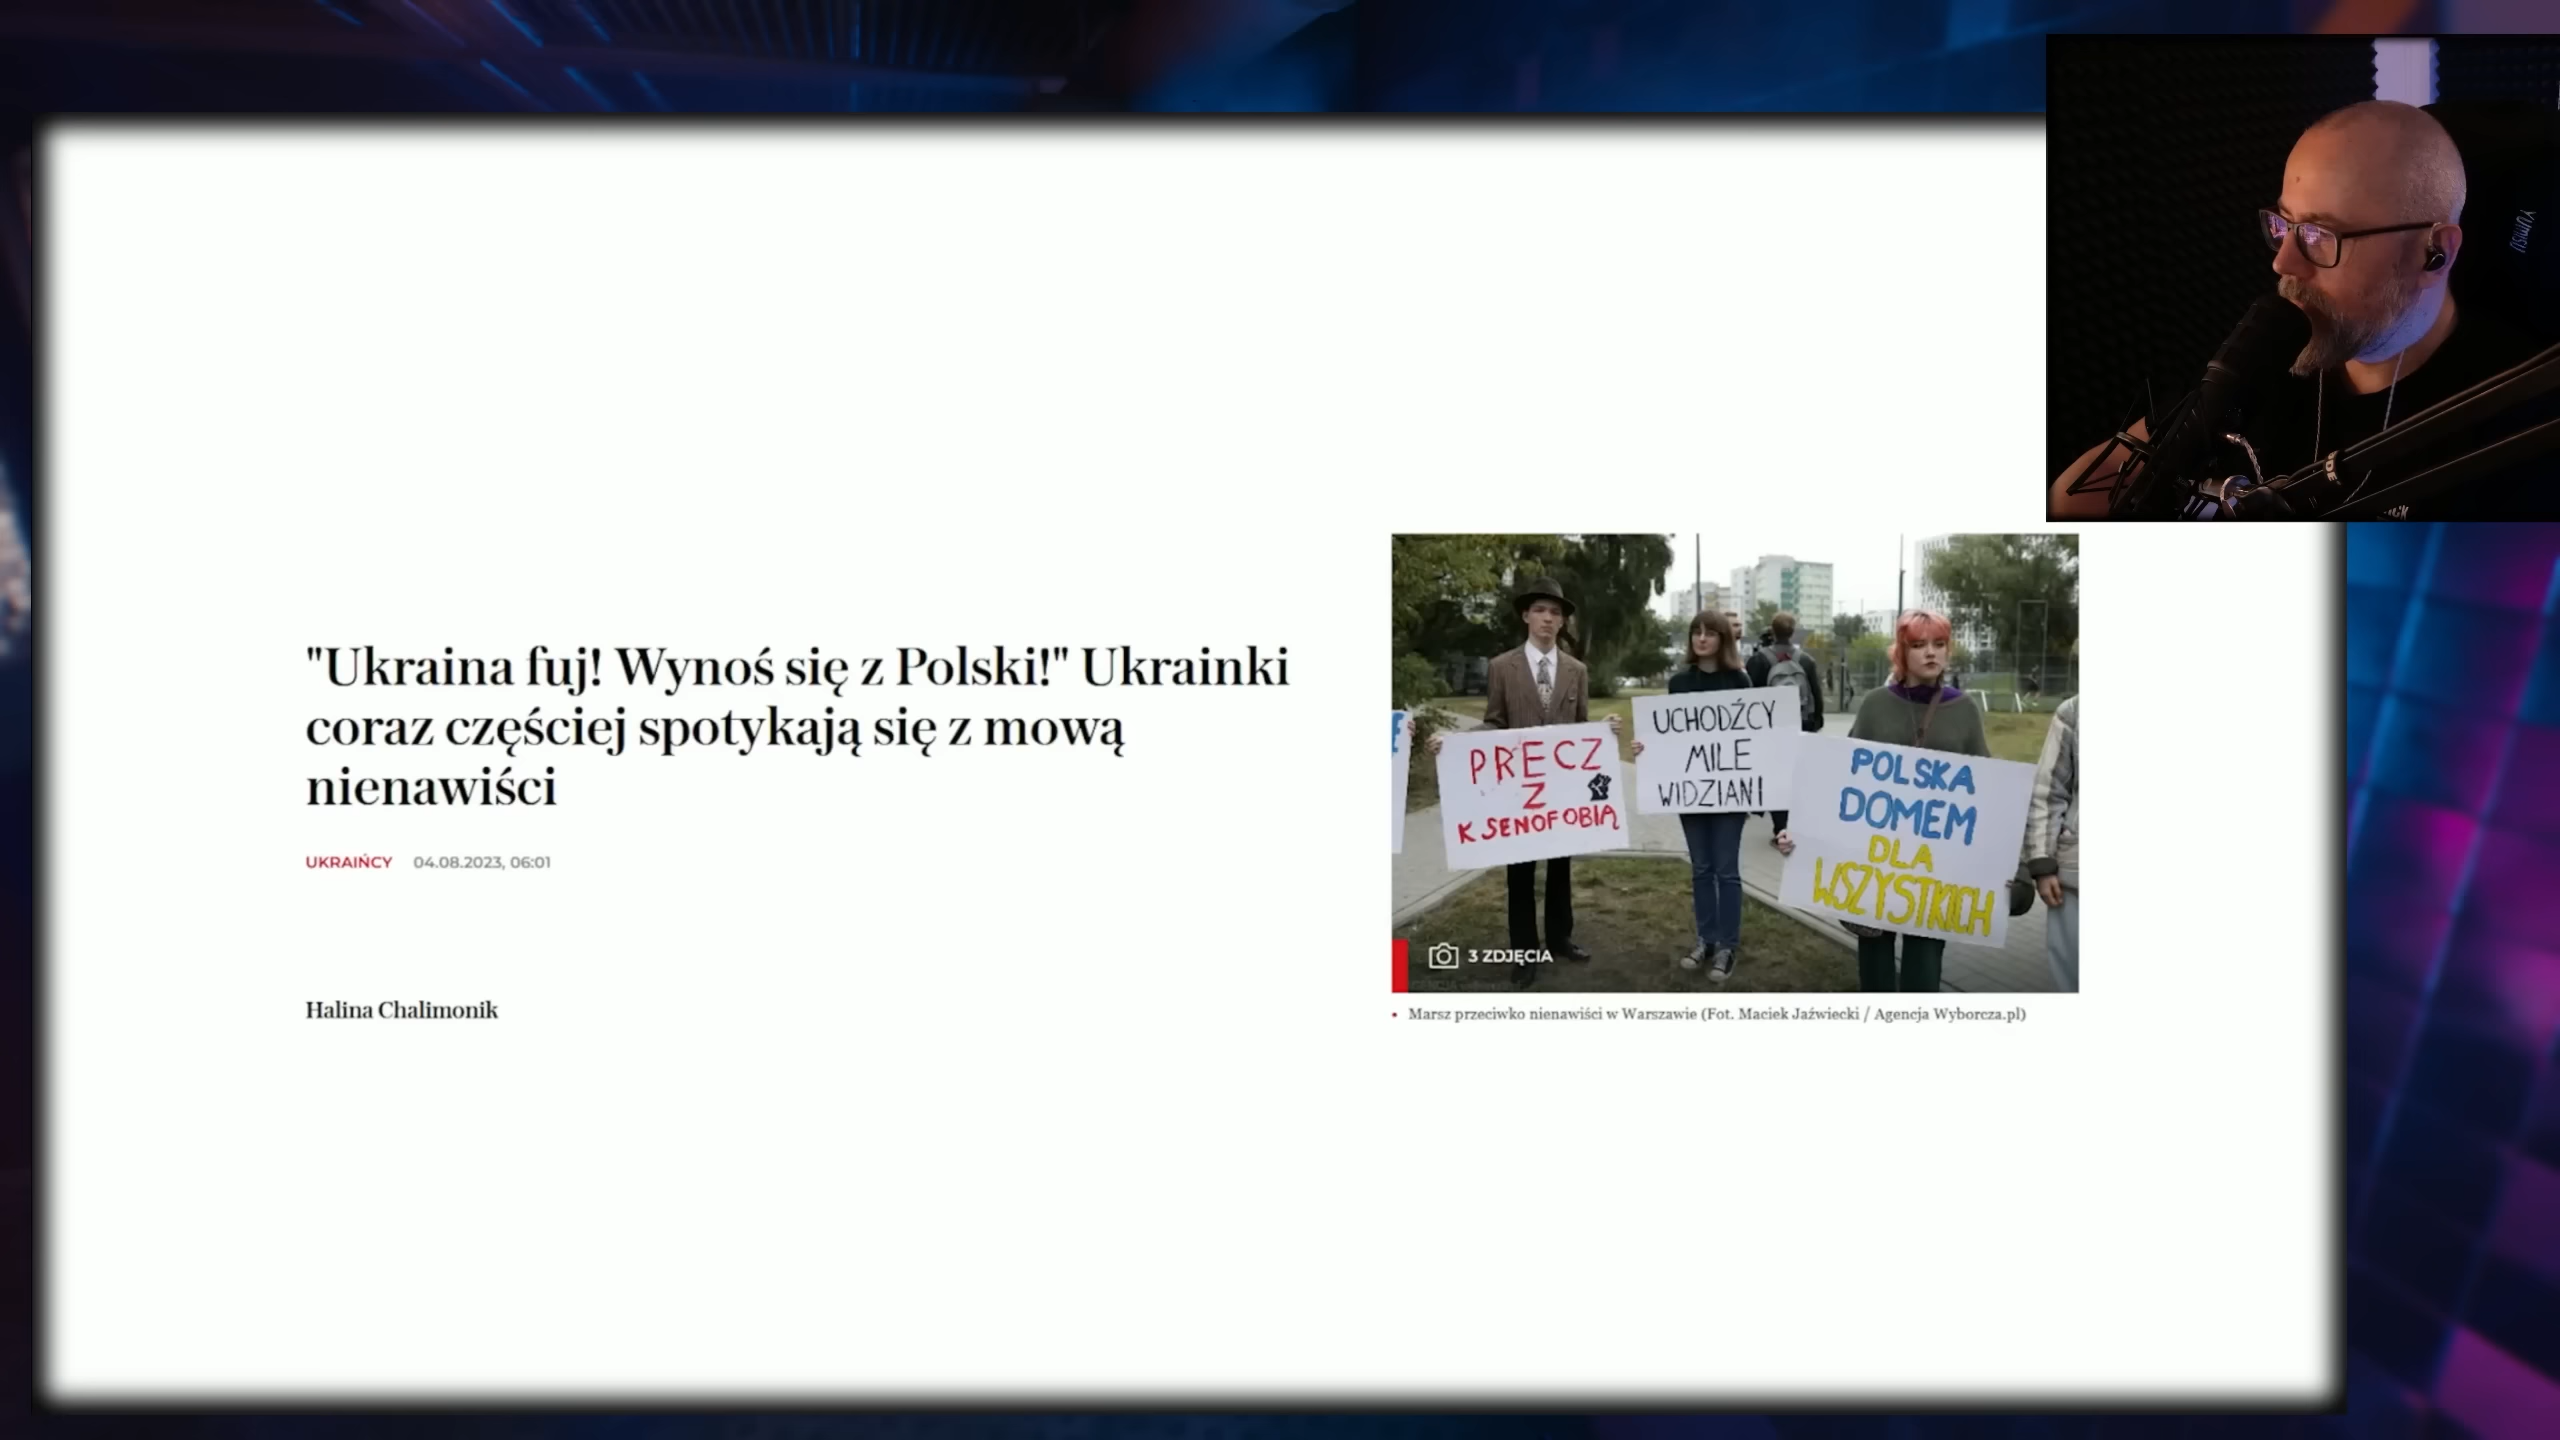 "Ukraina fuj! Wynoś się z Polski!" Ukrainki
coraz częściej spotykają się z mową
nienawiści
UKRAIŃCY 04.08.2023, 06:01
Halina Chalimonik
PRECZ
Z
KSENOFOBIĄ
UCHODŹCY
MILE
WIDZIANI
POLSKA
DOMEM
DLA
WSZYSTKICH
3 ZDJĘCIA
Marsz przeciwko nienawiści w Warszawie (Fot. Maciek Jaźwiecki / Agencja Wyborcza.pl)